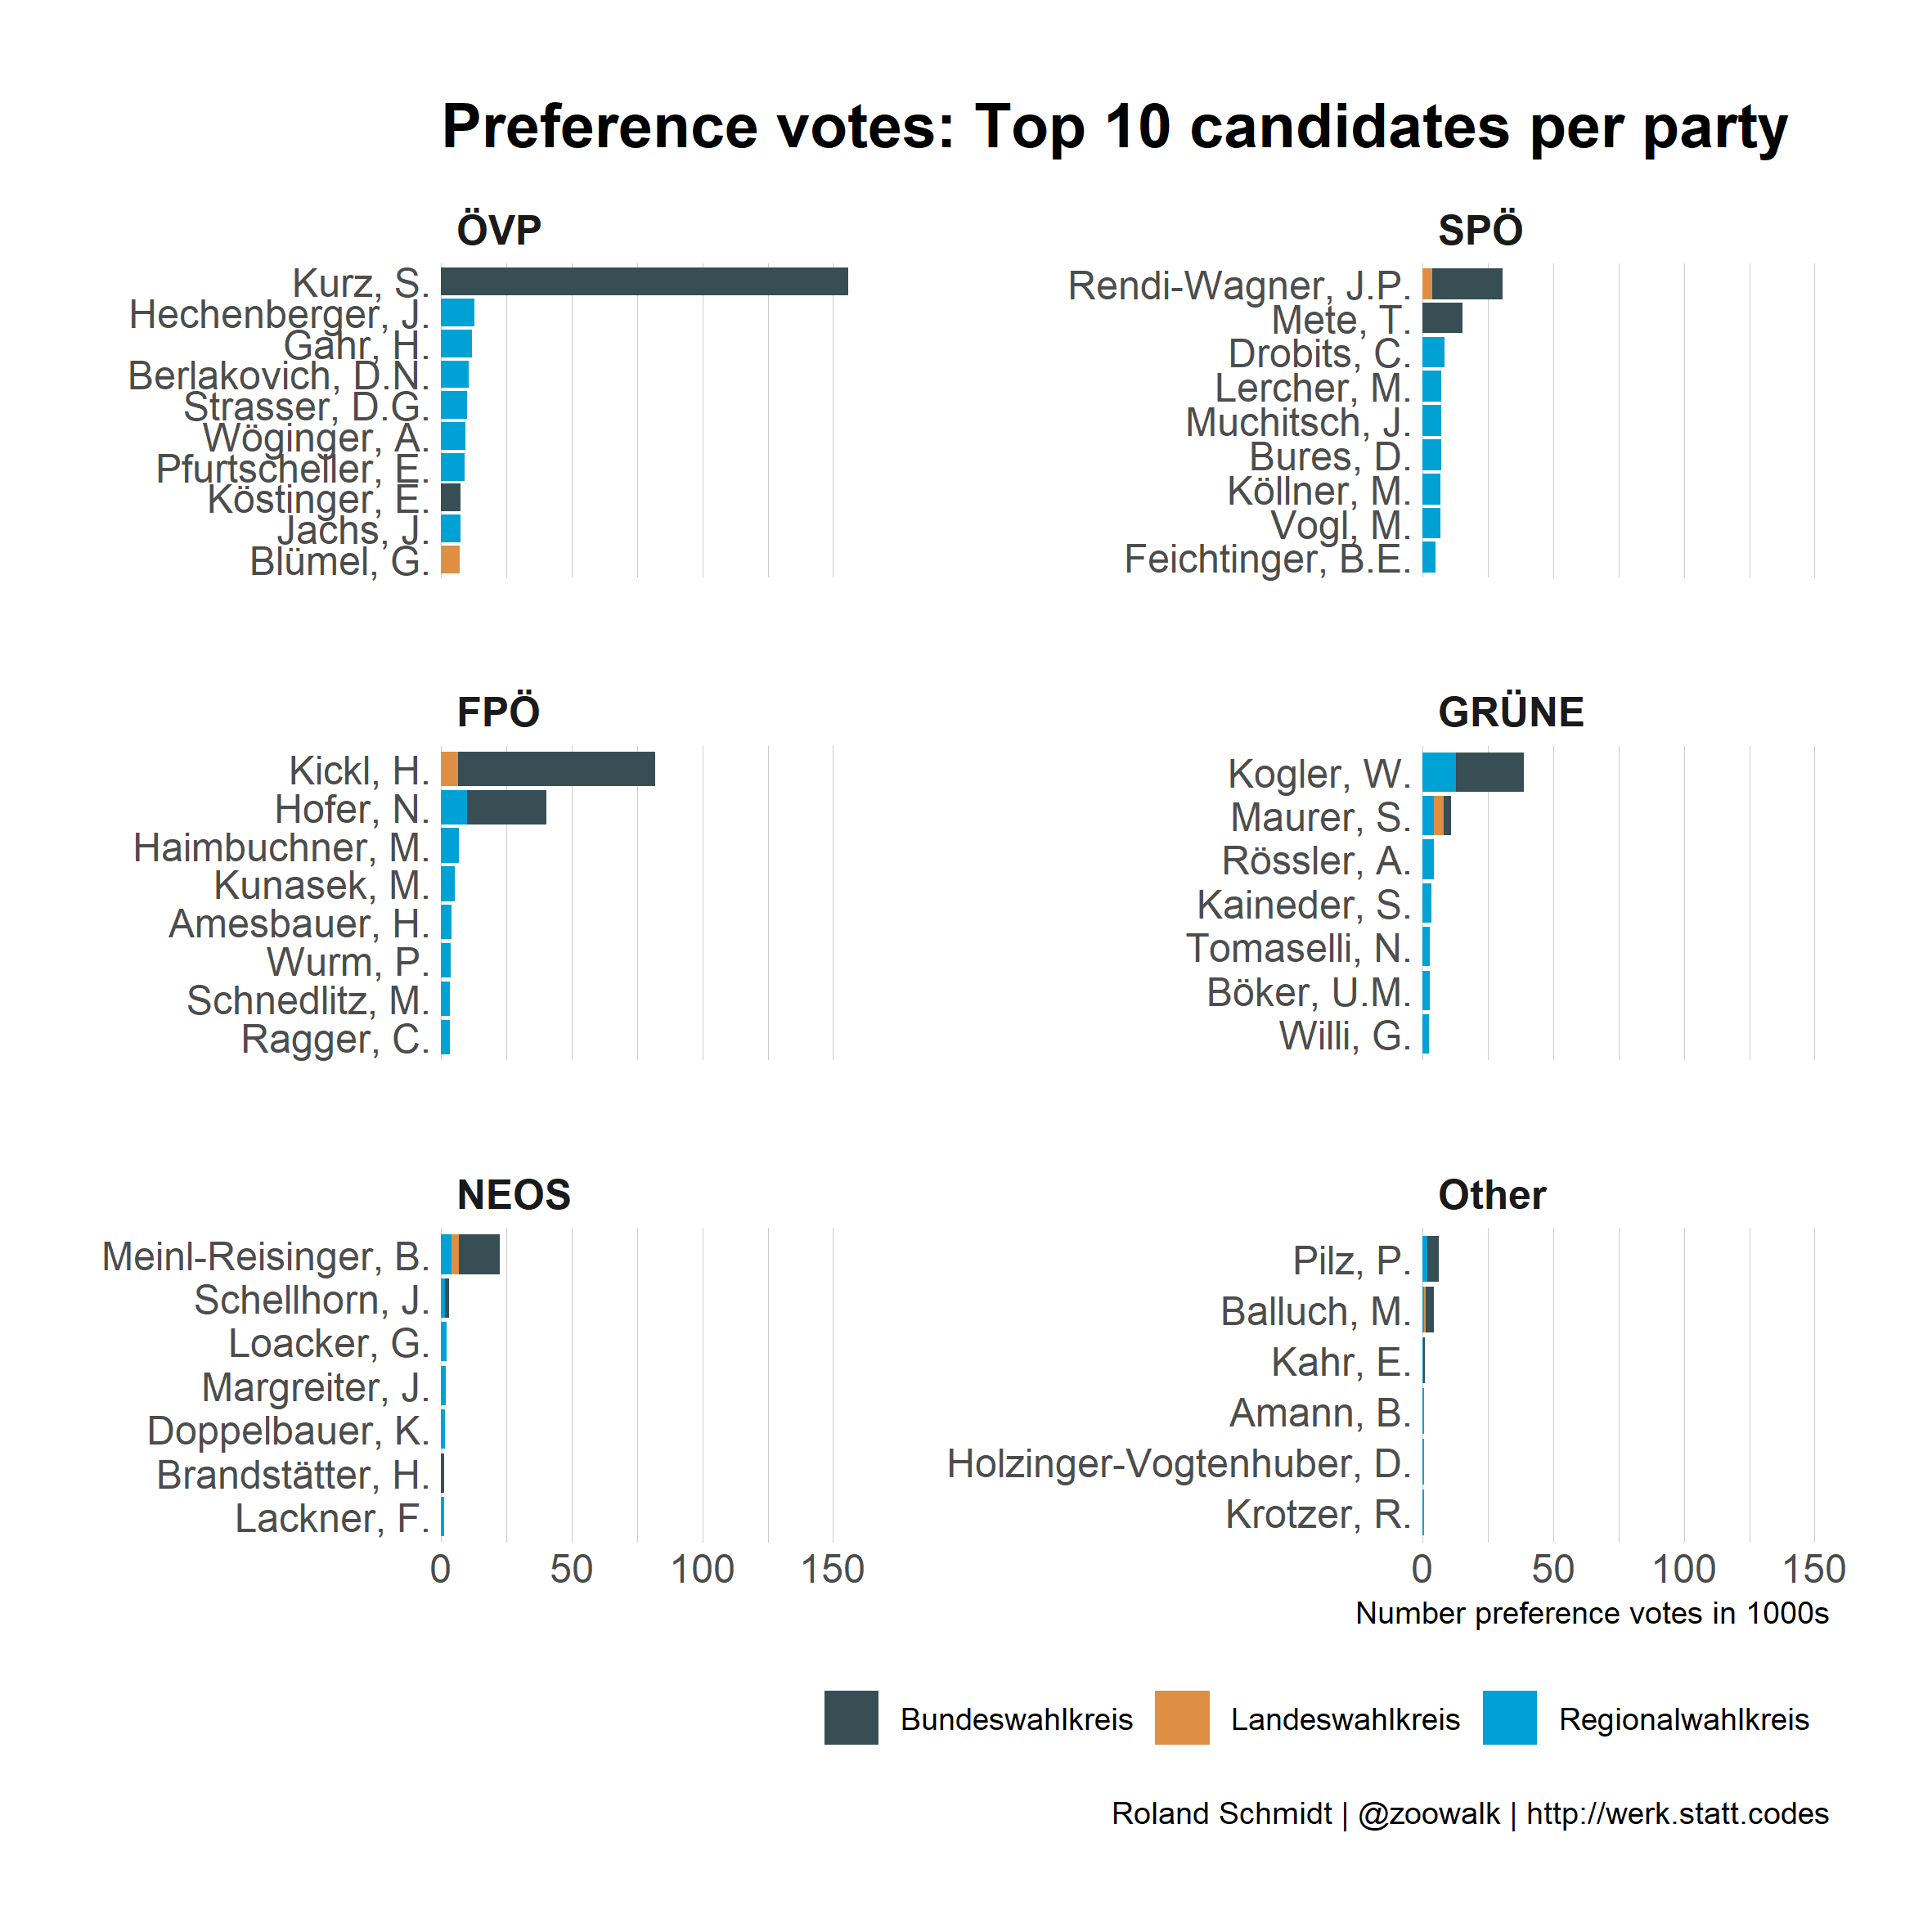 Preference votes: Top 10 candidates per party
ÖVP
Kurz, S.
Hechenberger, J.
Gahr, H.
Berlakovich, D.N.
Strasser, D.G.
Wöginger, A.
Pfurtscheller, E.
Köstinger, E.
Jachs, J.
Blümel, G.
SPÖ
Rendi-Wagner, J.P.
Mete, T.
Drobits, C.
Lercher, M.
Muchitsch, J.
Bures, D.
Köllner, M.
Vogl, M.
Feichtinger, B.E.
FPÖ
Kickl, H.
Hofer, N.
Haimbuchner, M.
Kunasek, M.
Amesbauer, H.
Wurm, P.
Schnedlitz, M.
Ragger, C.
GRÜNE
Kogler, W.
Maurer, S.
Rössler, A.
Kaineder, S.
Tomaselli, N.
Böker, U.M.
Willi, G.
NEOS
Meinl-Reisinger, B.
Schellhorn, J.
Loacker, G.
Margreiter, J.
Doppelbauer, K.
Brandstätter, H.
Lackner, F.
0 50 100 150
Other
Pilz, P.
Balluch, M.
Kahr, E.
Amann, B.
Holzinger-Vogtenhuber, D.
Krotzer, R.
0 50 100 150
Number preference votes in 1000s
Bundeswahlkreis Landeswahlkreis Regionalwahlkreis
Roland Schmidt | @zoowalk | http://werk.statt.codes